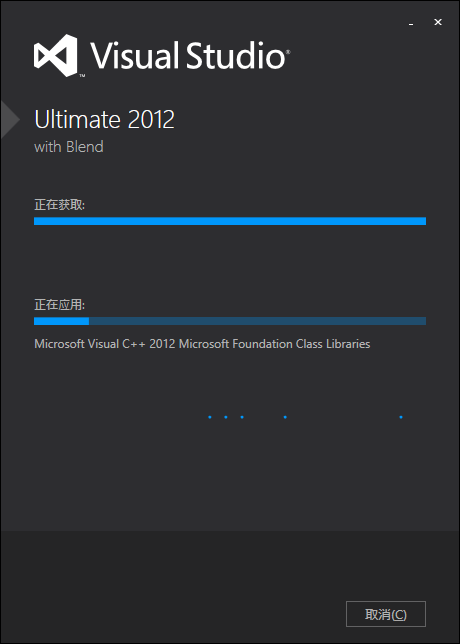 Visual Studio®
™
Ultimate 2012
with Blend
正在获取:
正在应用:
Microsoft Visual C++ 2012 Microsoft Foundation Class Libraries
取消(C)